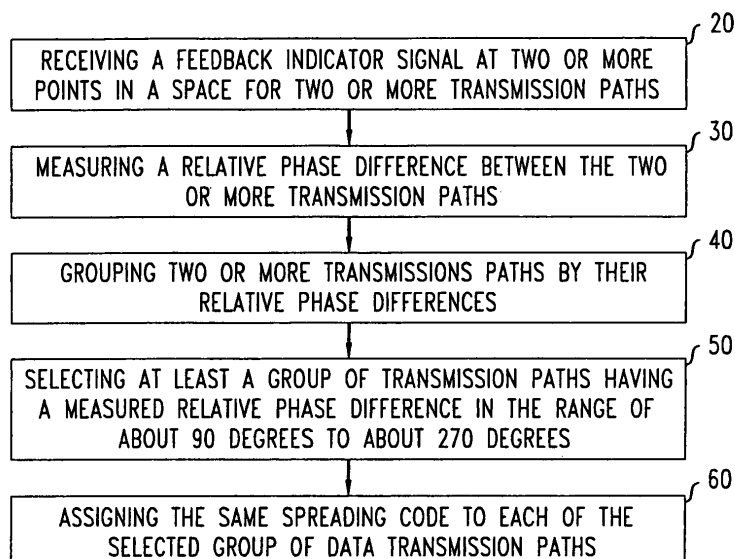 20
RECEIVING A FEEDBACK INDICATOR SIGNAL AT TWO OR MORE
POINTS IN A SPACE FOR TWO OR MORE TRANSMISSION PATHS
30
MEASURING A RELATIVE PHASE DIFFERENCE BETWEEN THE TWO
OR MORE TRANSMISSION PATHS
40
GROUPING TWO OR MORE TRANSMISSIONS PATHS BY THEIR
RELATIVE PHASE DIFFERENCES
50
SELECTING AT LEAST A GROUP OF TRANSMISSION PATHS HAVING
A MEASURED RELATIVE PHASE DIFFERENCE IN THE RANGE OF
ABOUT 90 DEGREES TO ABOUT 270 DEGREES
60
ASSIGNING THE SAME SPREADING CODE TO EACH OF THE
SELECTED GROUP OF DATA TRANSMISSION PATHS